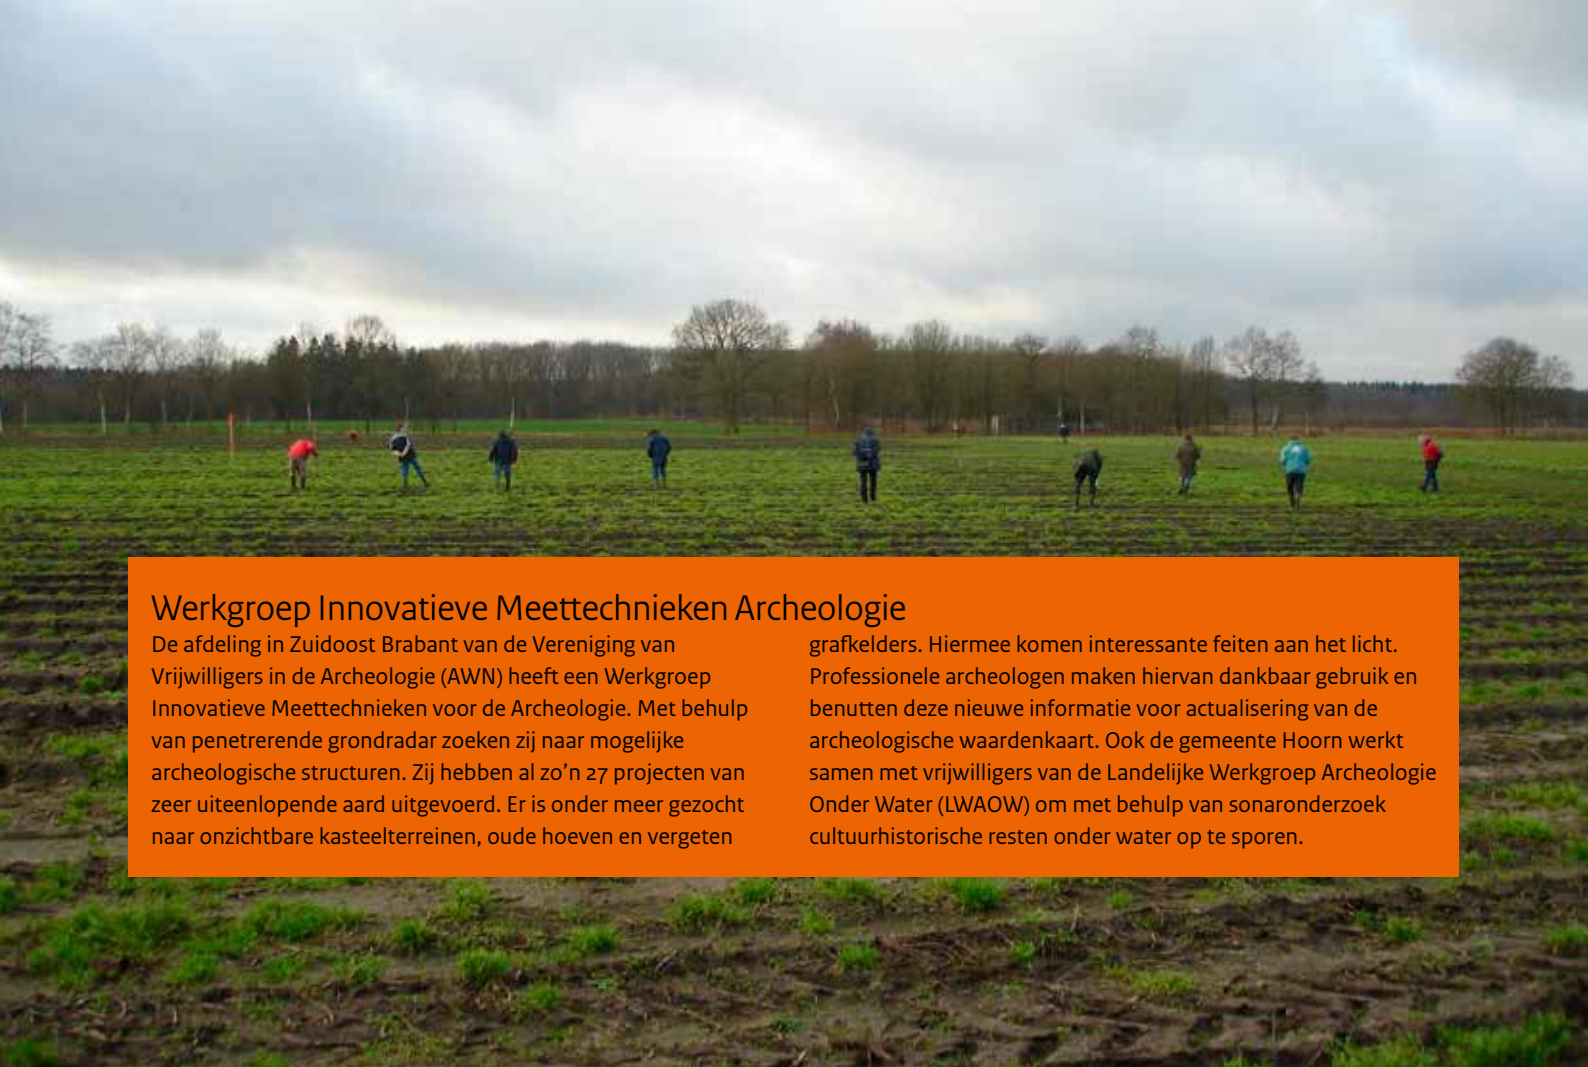 Werkgroep Innovatieve Meettechnieken Archeologie
De afdeling in Zuidoost Brabant van de Vereniging van
Vrijwilligers in de Archeologie (AWN) heeft een Werkgroep
Innovatieve Meettechnieken voor de Archeologie. Met behulp
van penetrerende grondradar zoeken zij naar mogelijke
archeologische structuren. Zij hebben al zo’n 27 projecten van
zeer uiteenlopende aard uitgevoerd. Er is onder meer gezocht
naar onzichtbare kasteelterreinen, oude hoeven en vergeten
grafkelders. Hiermee komen interessante feiten aan het licht.
Professionele archeologen maken hiervan dankbaar gebruik en
benutten deze nieuwe informatie voor actualisering van de
archeologische waardenkaart. Ook de gemeente Hoorn werkt
samen met vrijwilligers van de Landelijke Werkgroep Archeologie
Onder Water (LWAOW) om met behulp van sonaronderzoek
cultuurhistorische resten onder water op te sporen.